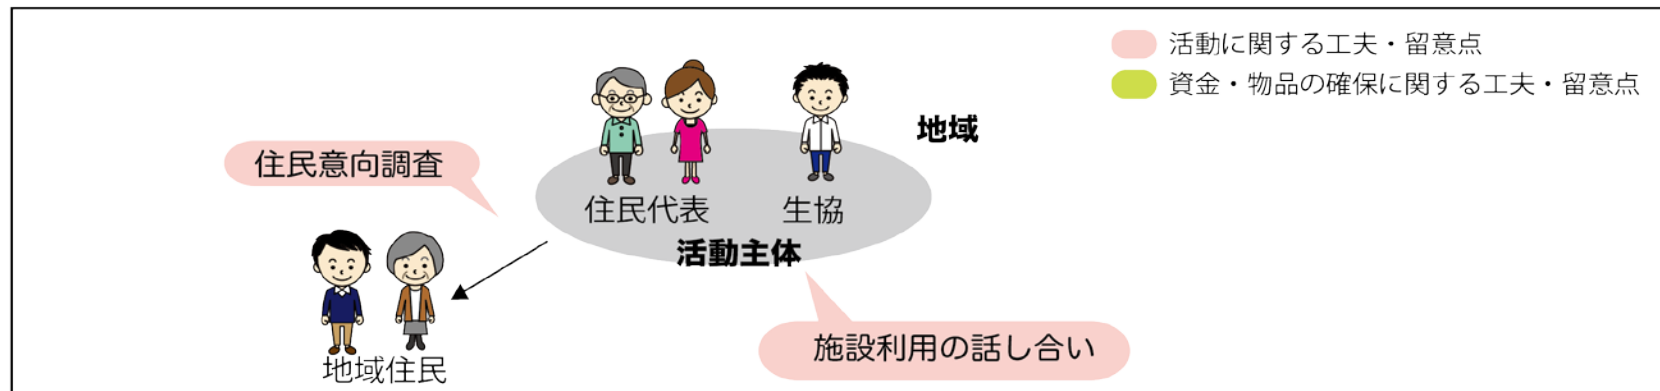 活動に関する工夫・留意点
資金・物品の確保に関する工夫・留意点
地域
住民意向調査
住民代表
生協
活動主体
施設利用の話し合い
地域住民